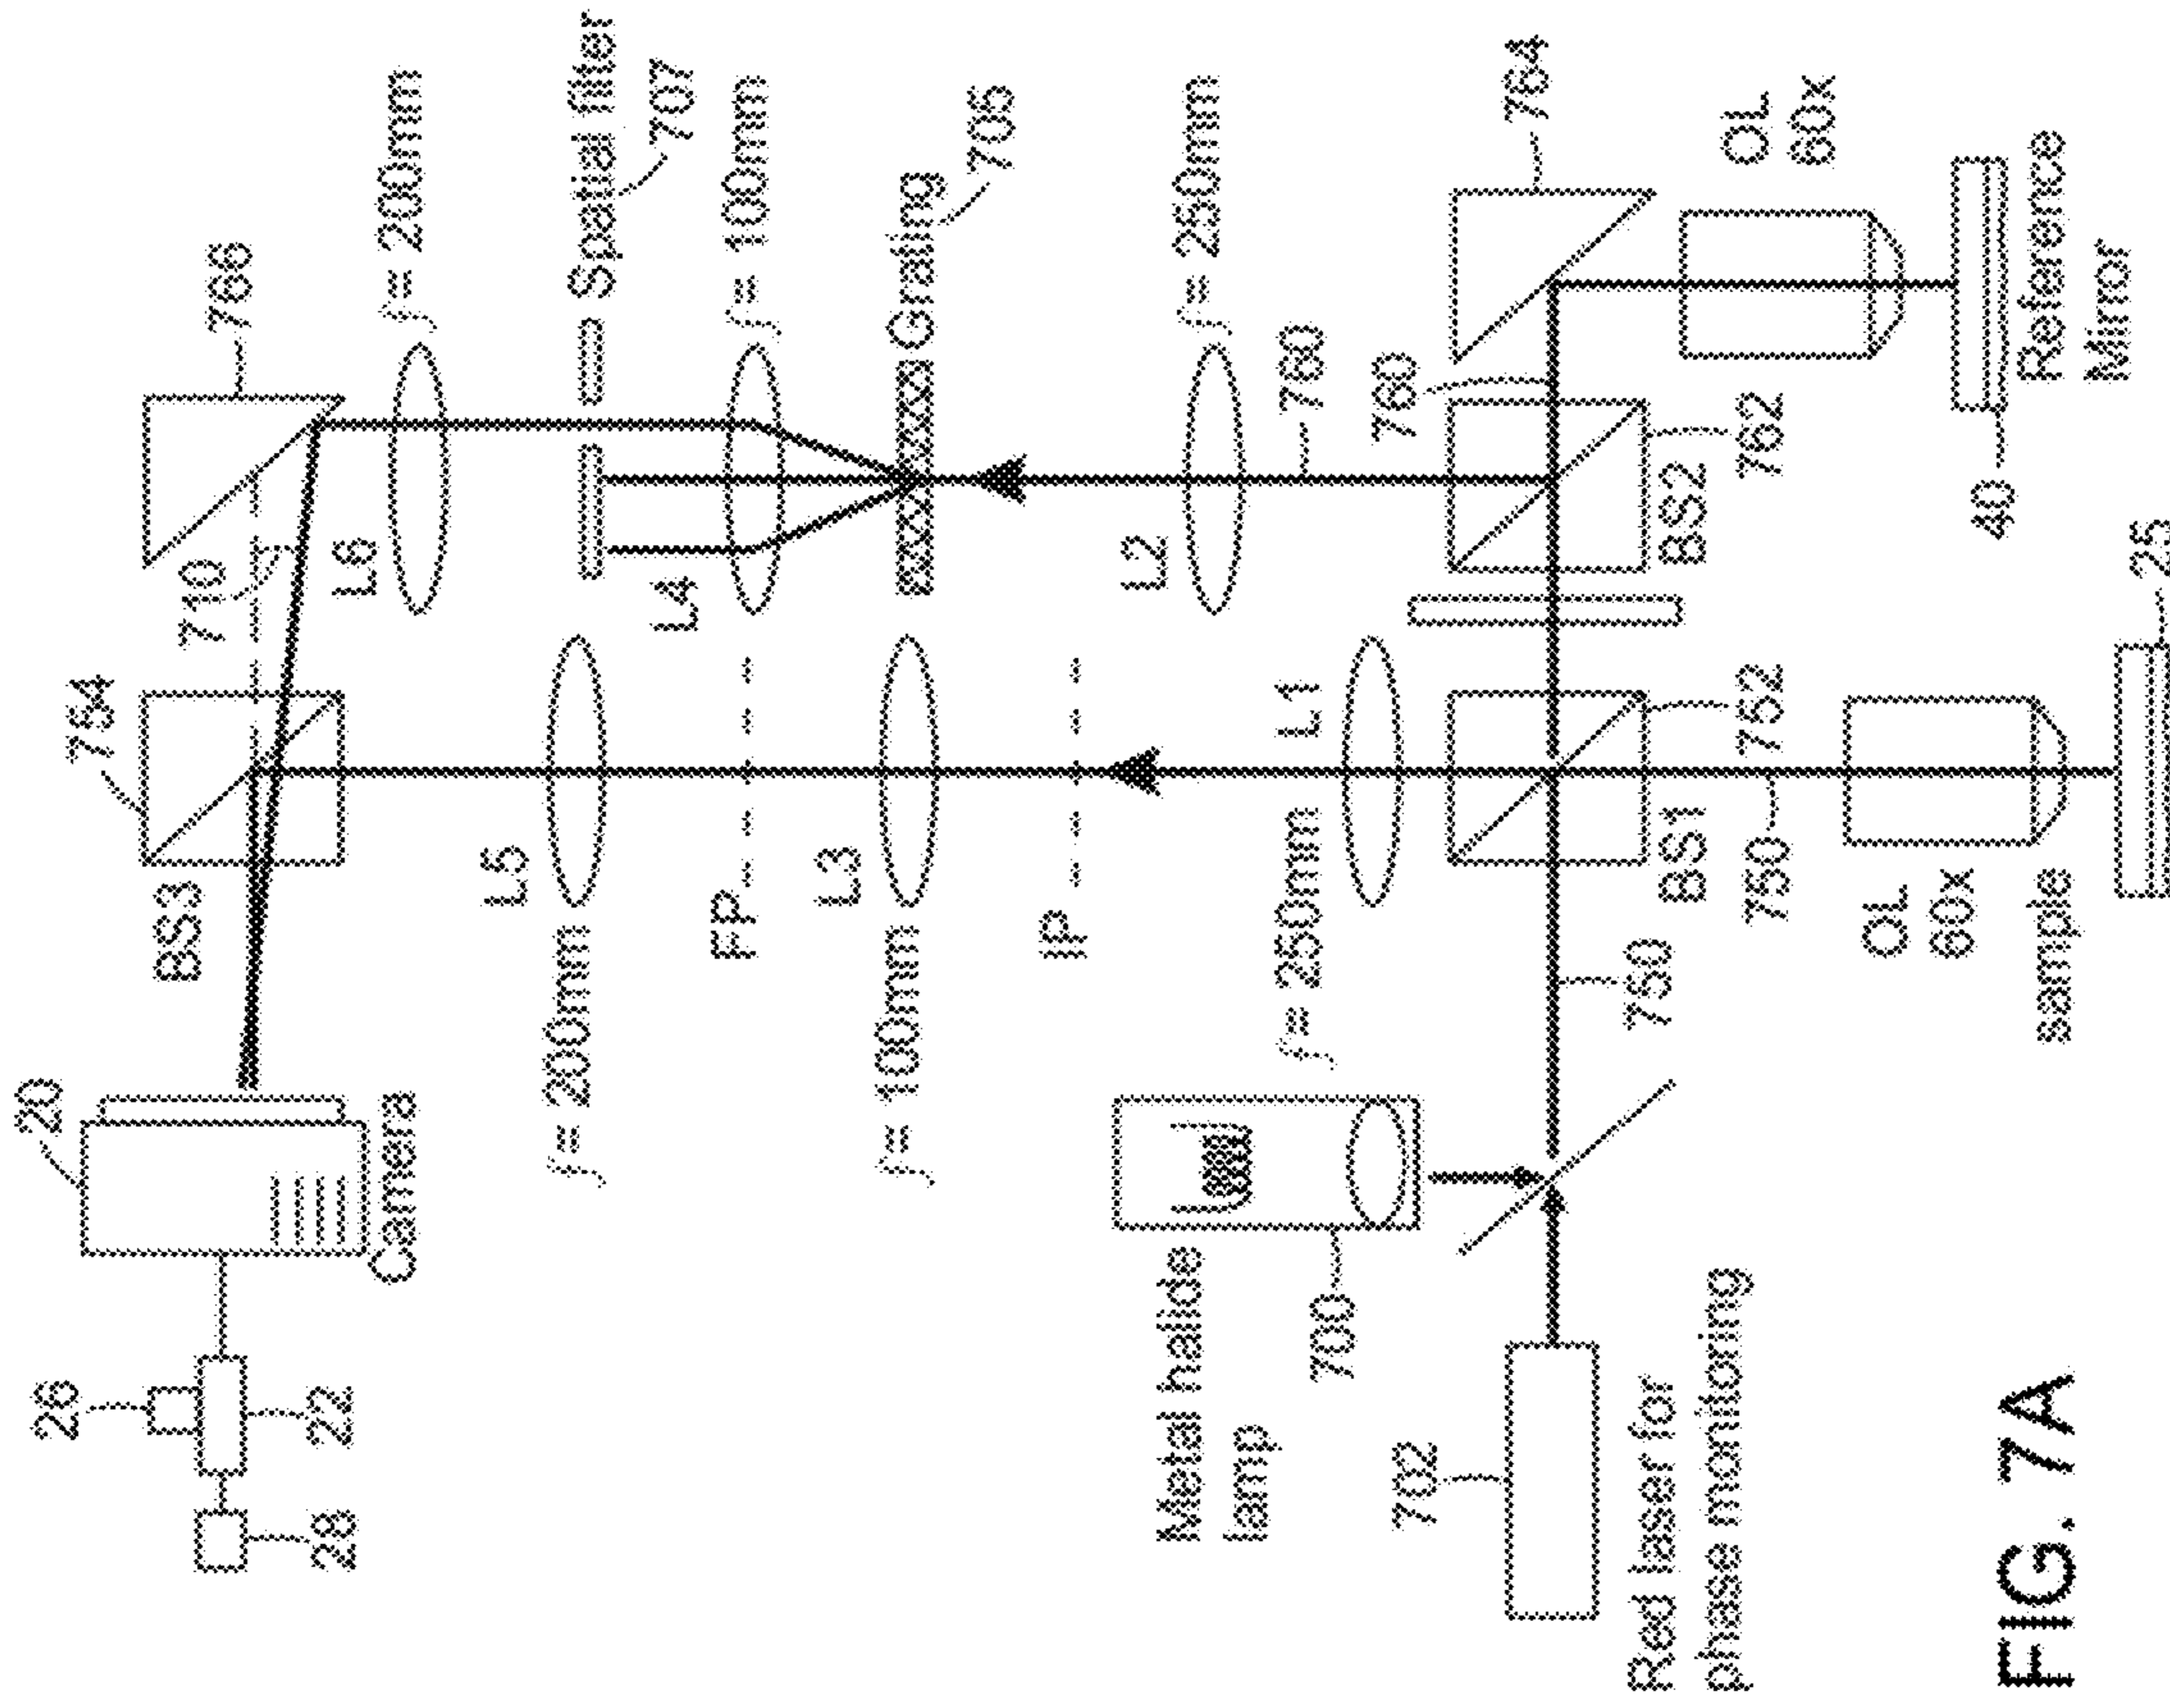 20
Camera
26
22
28
754
BS3
710
766
L6
f = 200mm
Spatial filter
707
f = 100mm
L4
Grating
705
L5
f = 200mm
FP
L3
f = 100mm
IP
L2
f = 250mm
780
760
764
762
BS2
OL
60x
40
Reference
Mirror
L1
f = 250mm
752
BS1
750
750
OL
60x
sample
25
Metal halide
lamp
700
702
Red laser for
phase monitoring
FIG. 7A